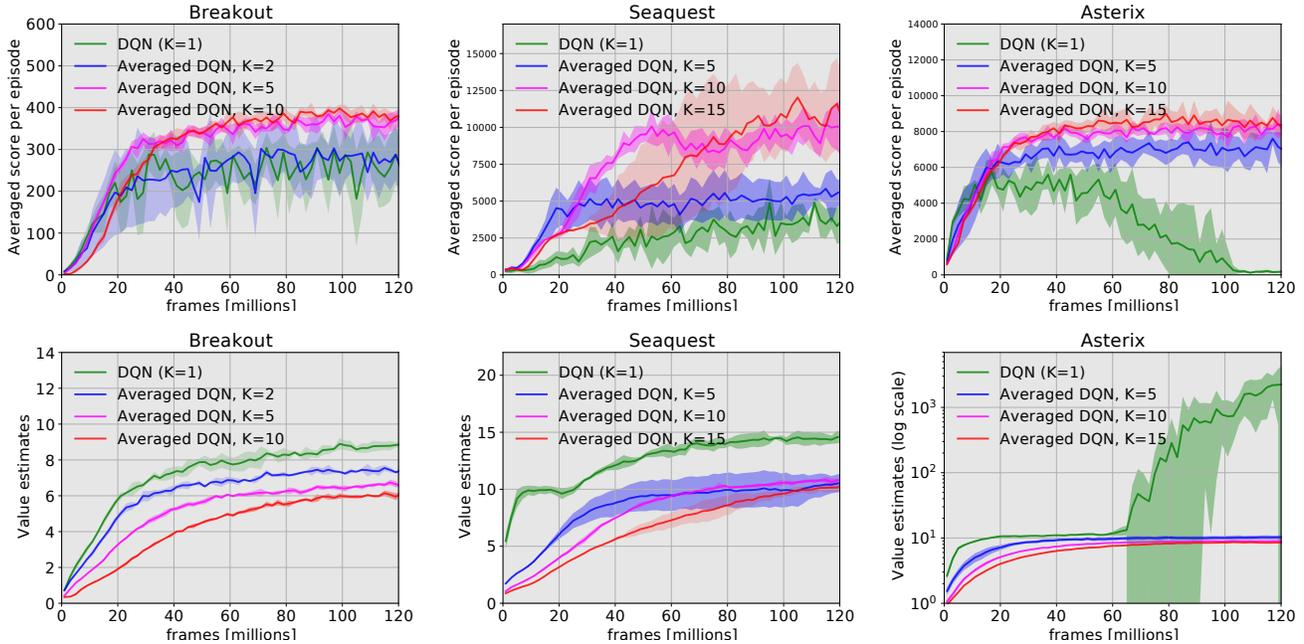 Breakout
Averaged score per episode
600
500
400
300
200
100
0
DQN (K=1)
Averaged DQN, K=2
Averaged DQN, K=5
Averaged DQN, K=10
0 20 40 60 80 100 120
frames [millions]
Seaquest
Averaged score per episode
15000
12500
10000
7500
5000
2500
0
DQN (K=1)
Averaged DQN, K=5
Averaged DQN, K=10
Averaged DQN, K=15
0 20 40 60 80 100 120
frames [millions]
Asterix
Averaged score per episode
14000
12000
10000
8000
6000
4000
2000
0
DQN (K=1)
Averaged DQN, K=5
Averaged DQN, K=10
Averaged DQN, K=15
0 20 40 60 80 100 120
frames [millions]
Breakout
Value estimates
14
12
10
8
6
4
2
0
DQN (K=1)
Averaged DQN, K=2
Averaged DQN, K=5
Averaged DQN, K=10
0 20 40 60 80 100 120
frames [millions]
Seaquest
Value estimates
20
15
10
5
0
DQN (K=1)
Averaged DQN, K=5
Averaged DQN, K=10
Averaged DQN, K=15
0 20 40 60 80 100 120
frames [millions]
Asterix
Value estimates (log scale)
10³
10²
10¹
10⁰
DQN (K=1)
Averaged DQN, K=5
Averaged DQN, K=10
Averaged DQN, K=15
0 20 40 60 80 100 120
frames [millions]